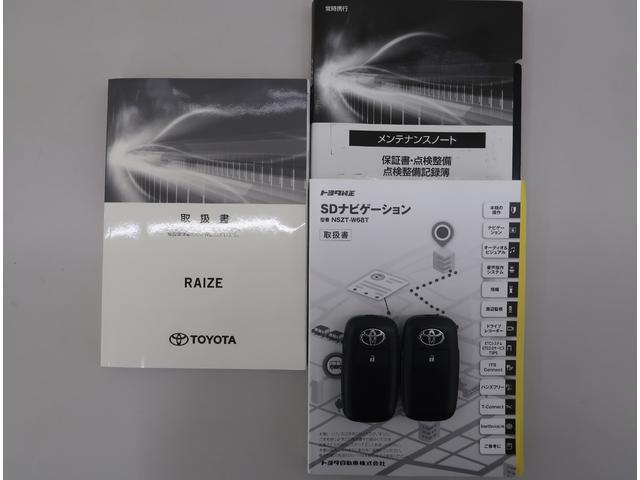 取扱書
RAIZE
TOYOTA
常時携行
メンテナンスノート
保証書・点検整備
点検整備記録簿
トヨタ純正
SDナビゲーション
型番 NSZT-W68T
取扱書
本機の
操作
ナビゲー
ション
オーディオ&
ビジュアル
音声操作
システム
情報
周辺監視
ドライブ
レコーダー
ETCシステム
ITS
Connect
ハンズフリー
T-Connect
ご参考に
トヨタ自動車株式会社